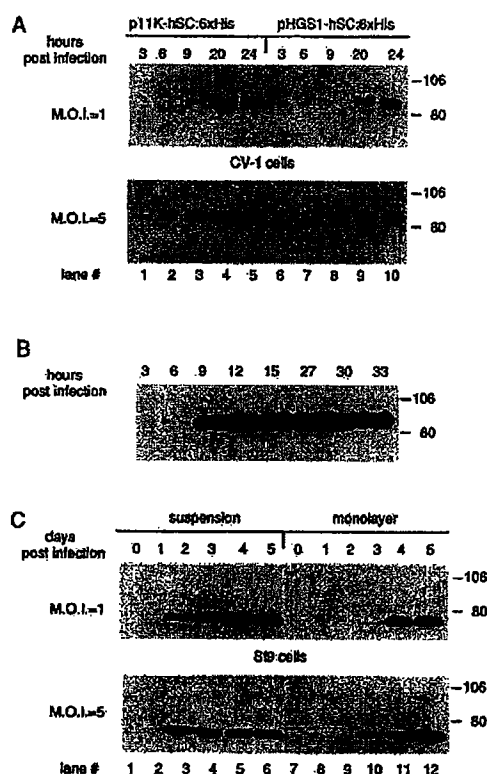 A
p11K-hSC:6xHis pHGS1-hSC:6xHis
hours post infection 3 6 9 20 24 3 6 9 20 24
M.O.I.=1
106
80
CV-1 cells
M.O.I.=5
106
80
lane # 1 2 3 4 5 6 7 8 9 10
B
hours post infection 3 6 9 12 15 27 30 33
106
80
C
suspension monolayer
days post infection 0 1 2 3 4 5 0 1 2 3 4 5
M.O.I.=1
106
80
Sf9 cells
M.O.I.=5
106
80
lane # 1 2 3 4 5 6 7 8 9 10 11 12